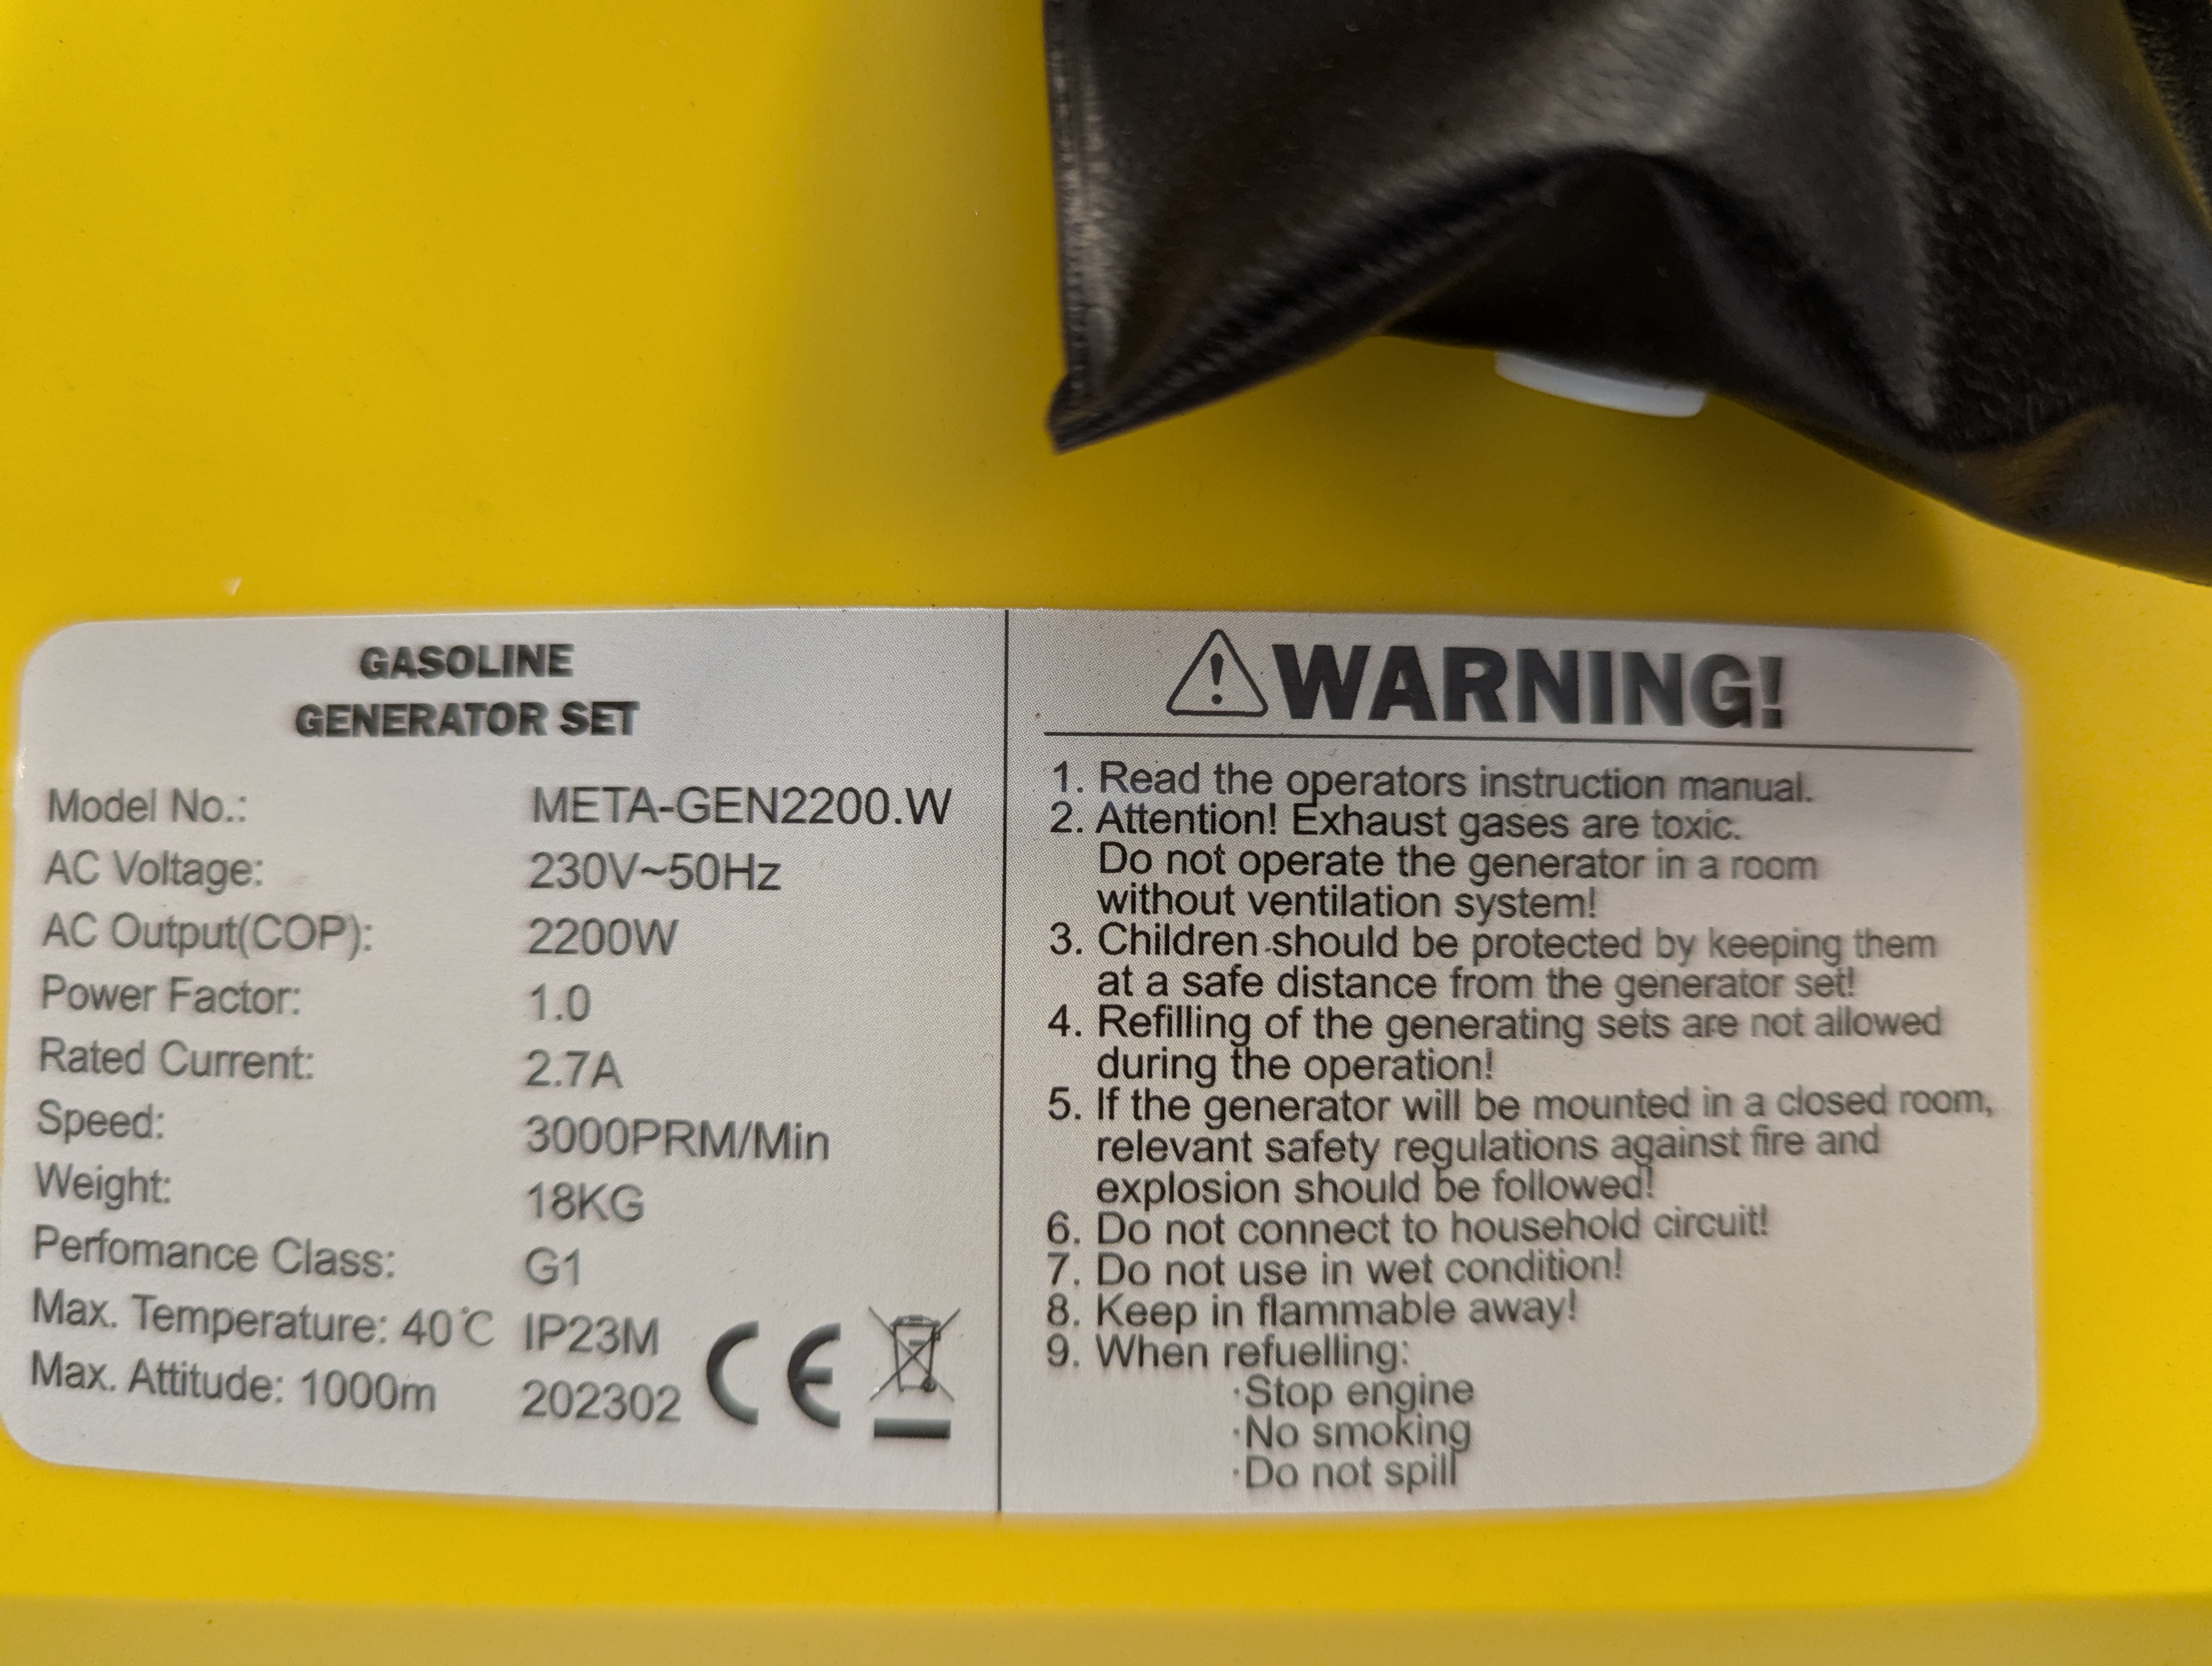 GASOLINE
GENERATOR SET
Model No.: META-GEN2200.W
AC Voltage: 230V~50Hz
AC Output(COP): 2200W
Power Factor: 1.0
Rated Current: 2.7A
Speed: 3000PRM/Min
Weight: 18KG
Perfomance Class: G1
Max. Temperature: 40℃ IP23M
Max. Attitude: 1000m 202302
CE
WARNING!
1. Read the operators instruction manual.
2. Attention! Exhaust gases are toxic.
Do not operate the generator in a room
without ventilation system!
3. Children should be protected by keeping them
at a safe distance from the generator set!
4. Refilling of the generating sets are not allowed
during the operation!
5. If the generator will be mounted in a closed room,
relevant safety regulations against fire and
explosion should be followed!
6. Do not connect to household circuit!
7. Do not use in wet condition!
8. Keep in flammable away!
9. When refuelling:
·Stop engine
·No smoking
·Do not spill